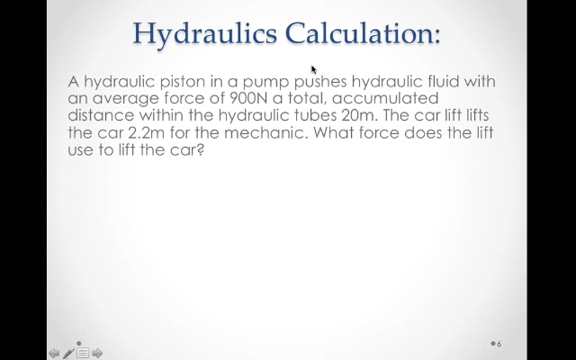 Hydraulics Calculation:
A hydraulic piston in a pump pushes hydraulic fluid with
an average force of 900N a total, accumulated
distance within the hydraulic tubes 20m. The car lift lifts
the car 2.2m for the mechanic. What force does the lift
use to lift the car?
6